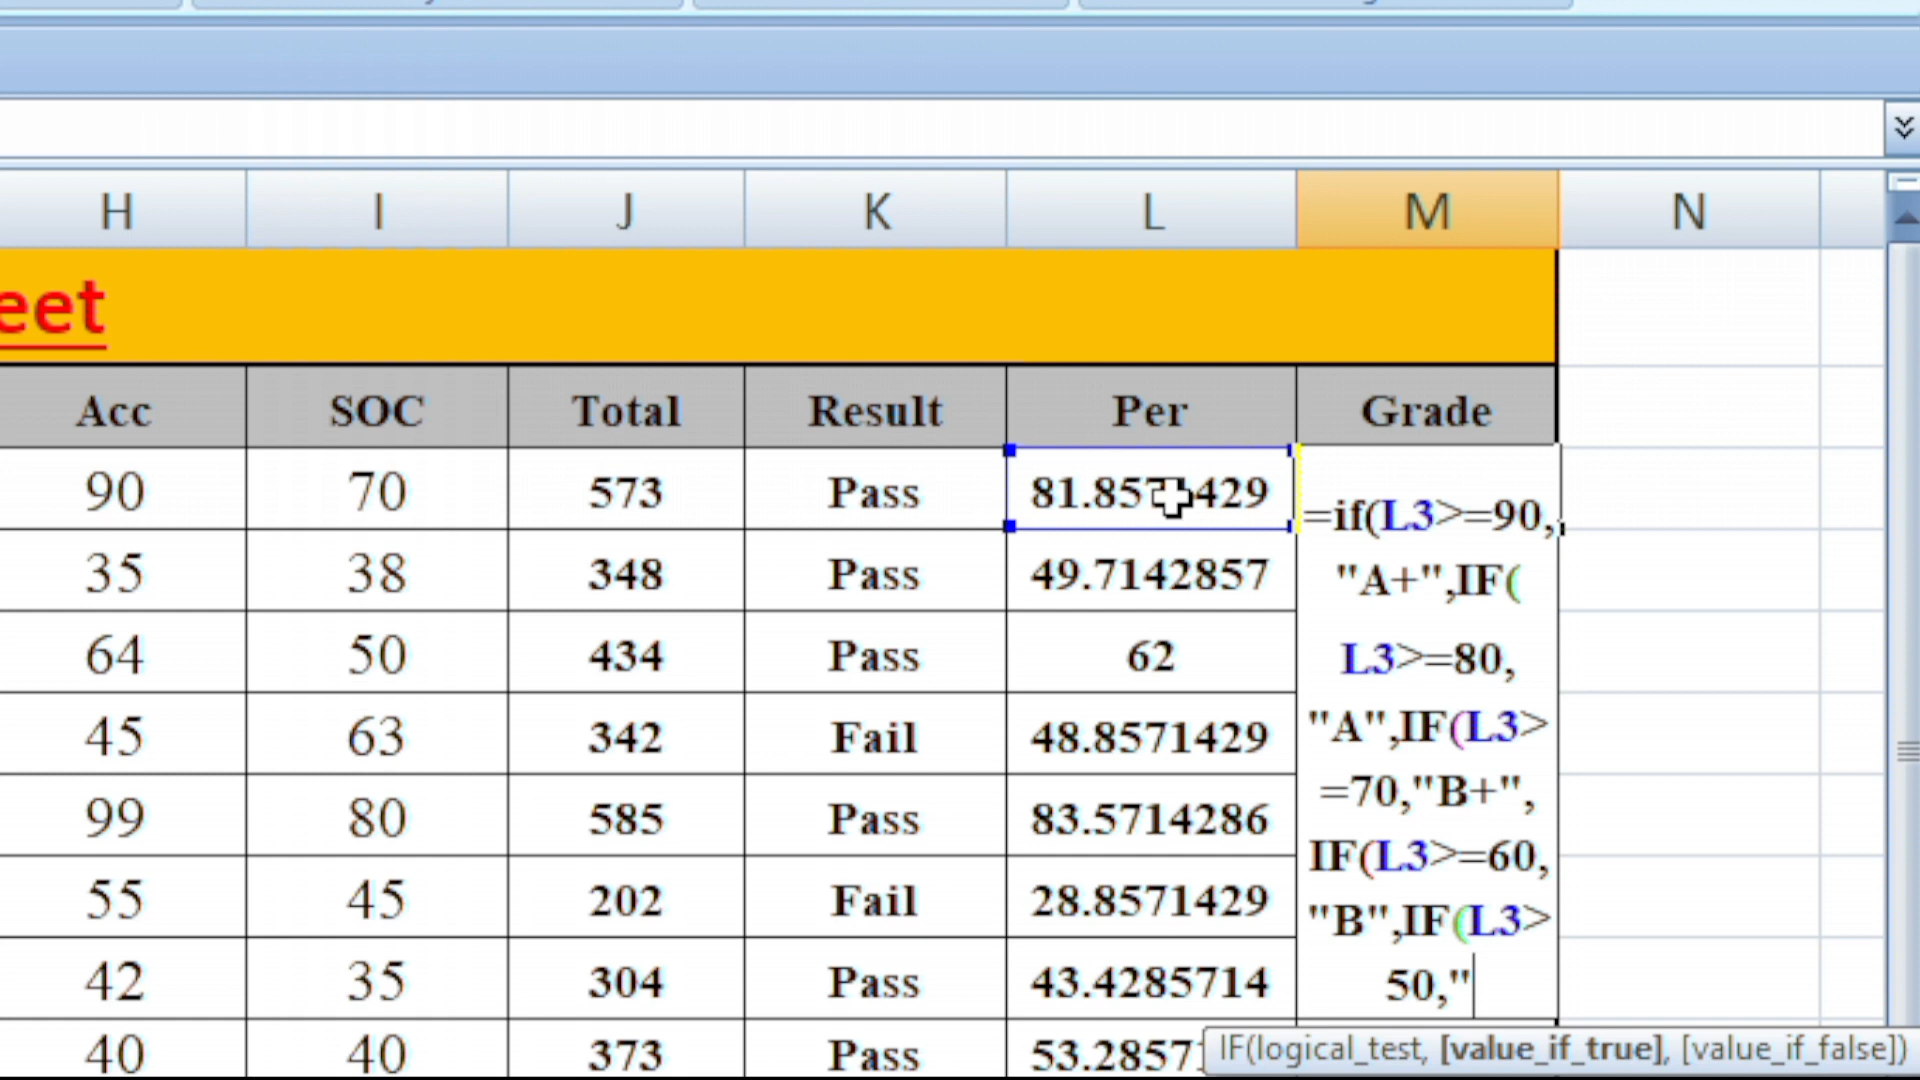 H I J K L M N
eet
Acc SOC Total Result Per Grade
90 70 573 Pass 429
=if(L3>=90,
"A+",IF(
L3>=80,
"A",IF(L3>
=70,"B+",
IF(L3>=60,
"B",IF(L3>
50,"
35 38 348 Pass 49.7142857
64 50 434 Pass 62
45 63 342 Fail 48.8571429
99 80 585 Pass 83.5714286
55 45 202 Fail 28.8571429
42 35 304 Pass 43.4285714
40 40 373 Pass 53.2857
IF(logical_test, [value_if_true], [value_if_false])